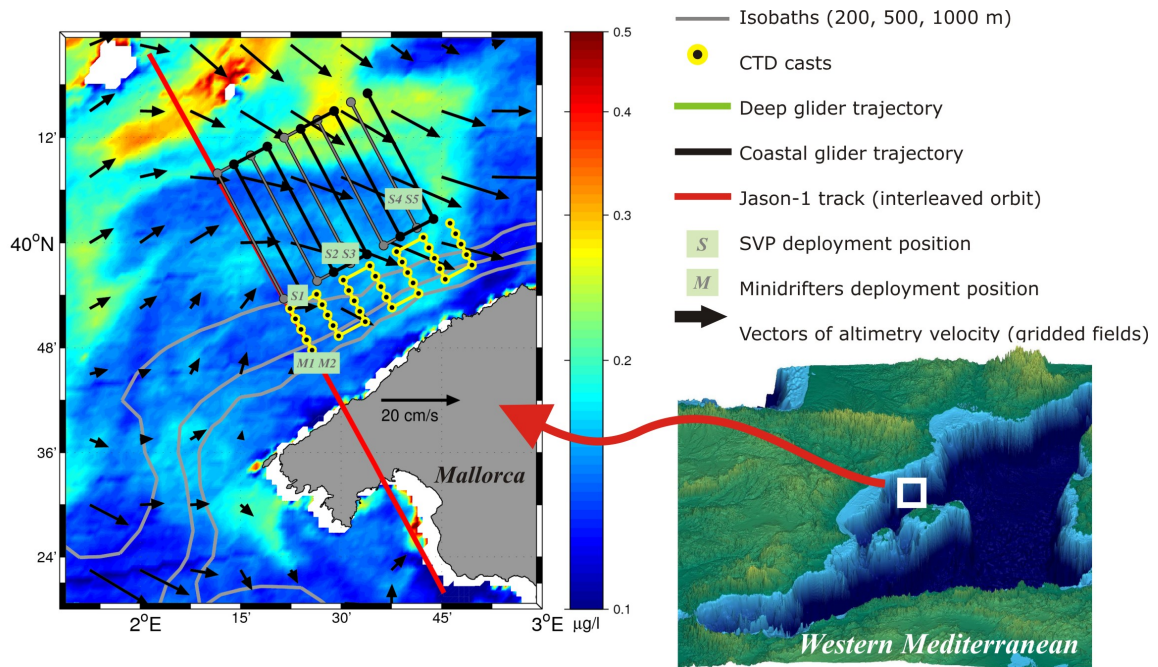 12'
40°N
48'
36'
24'
2°E
15'
30'
45'
3°E
S4 S5
S2 S3
S1
M1 M2
20 cm/s
Mallorca
0.5
0.4
0.3
0.2
0.1
µg/l
Isobaths (200, 500, 1000 m)
CTD casts
Deep glider trajectory
Coastal glider trajectory
Jason-1 track (interleaved orbit)
S SVP deployment position
M Minidrifters deployment position
Vectors of altimetry velocity (gridded fields)
Western Mediterranean